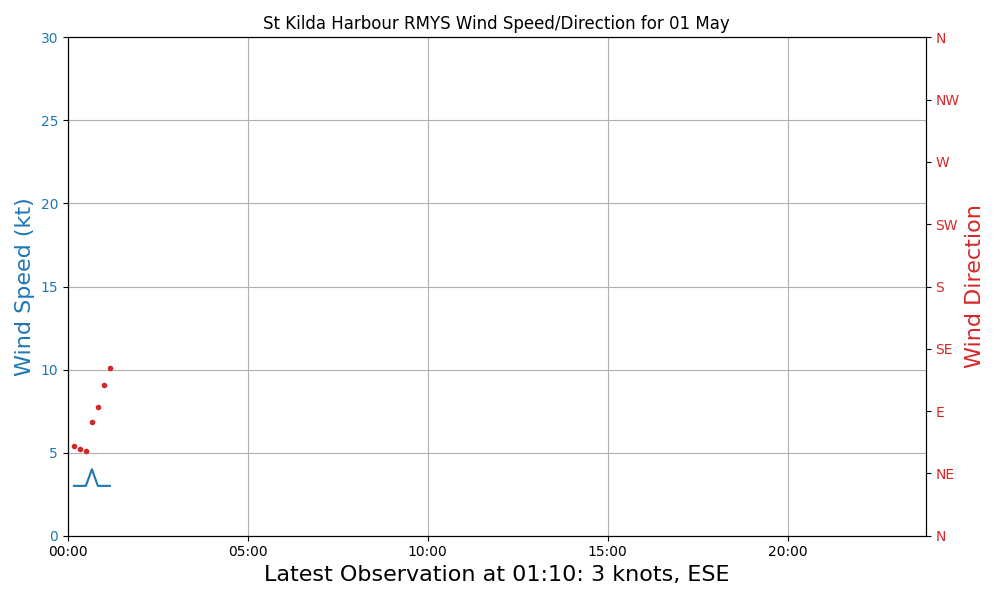 St Kilda Harbour RMYS Wind Speed/Direction for 01 May
30
25
20
15
10
5
0
Wind Speed (kt)
N
NW
W
SW
S
SE
E
NE
N
Wind Direction
00:00 05:00 10:00 15:00 20:00
Latest Observation at 01:10: 3 knots, ESE